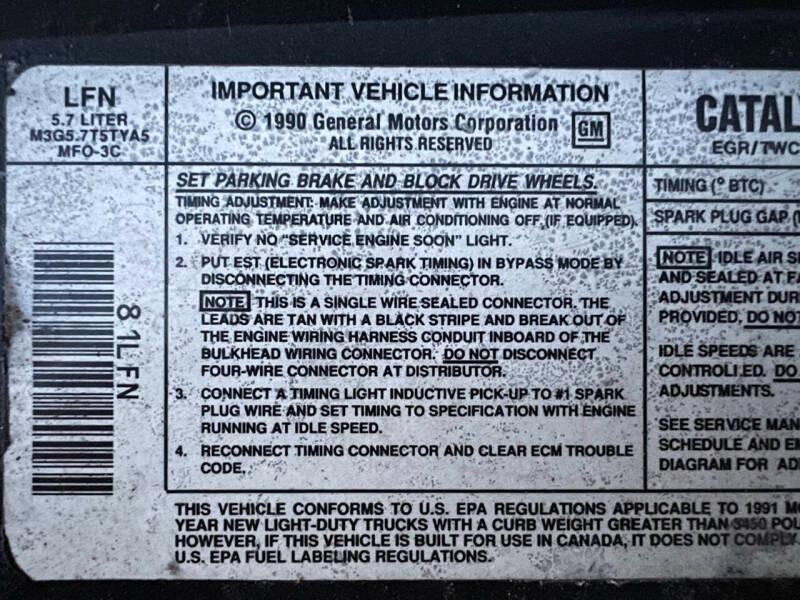 LFN
5.7 LITER
M3G5.7T5TYA5
MFO-3C
81LFN
IMPORTANT VEHICLE INFORMATION
© 1990 General Motors Corporation
GM
ALL RIGHTS RESERVED
SET PARKING BRAKE AND BLOCK DRIVE WHEELS.
TIMING ADJUSTMENT: MAKE ADJUSTMENT WITH ENGINE AT NORMAL
OPERATING TEMPERATURE AND AIR CONDITIONING OFF (IF EQUIPPED).
1. VERIFY NO "SERVICE ENGINE SOON" LIGHT.
2. PUT EST (ELECTRONIC SPARK TIMING) IN BYPASS MODE BY
DISCONNECTING THE TIMING CONNECTOR.
NOTE THIS IS A SINGLE WIRE SEALED CONNECTOR. THE
LEADS ARE TAN WITH A BLACK STRIPE AND BREAK OUT OF
THE ENGINE WIRING HARNESS CONDUIT INBOARD OF THE
BULKHEAD WIRING CONNECTOR. DO NOT DISCONNECT
FOUR-WIRE CONNECTOR AT DISTRIBUTOR.
3. CONNECT A TIMING LIGHT INDUCTIVE PICK-UP TO #1 SPARK
PLUG WIRE AND SET TIMING TO SPECIFICATION WITH ENGINE
RUNNING AT IDLE SPEED.
4. RECONNECT TIMING CONNECTOR AND CLEAR ECM TROUBLE
CODE.
CATAL
EGR/TWC
TIMING (° BTC)
SPARK PLUG GAP
NOTE IDLE AIR S
AND SEALED AT FA
ADJUSTMENT DUR
PROVIDED. DO NOT
IDLE SPEEDS ARE
CONTROLLED. DO
ADJUSTMENTS.
SEE SERVICE MAN
SCHEDULE AND EM
DIAGRAM FOR AD
THIS VEHICLE CONFORMS TO U.S. EPA REGULATIONS APPLICABLE TO 1991 MO
YEAR NEW LIGHT-DUTY TRUCKS WITH A CURB WEIGHT GREATER THAN 3450 POU
HOWEVER, IF THIS VEHICLE IS BUILT FOR USE IN CANADA, IT DOES NOT COMPLY
U.S. EPA FUEL LABELING REGULATIONS.